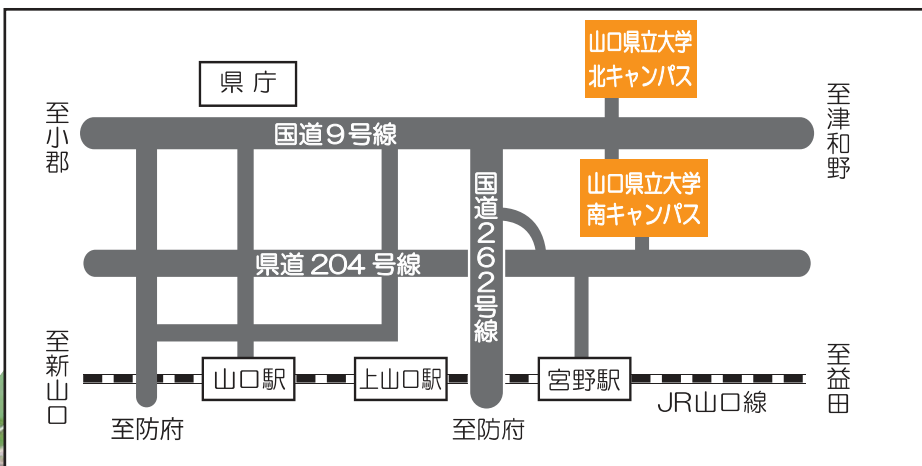 山口県立大学
北キャンパス
県庁
至小郡
国道9号線
至津和野
山口県立大学
南キャンパス
国道262号線
県道204号線
至新山口
山口駅
上山口駅
宮野駅
至益田
JR山口線
至防府
至防府